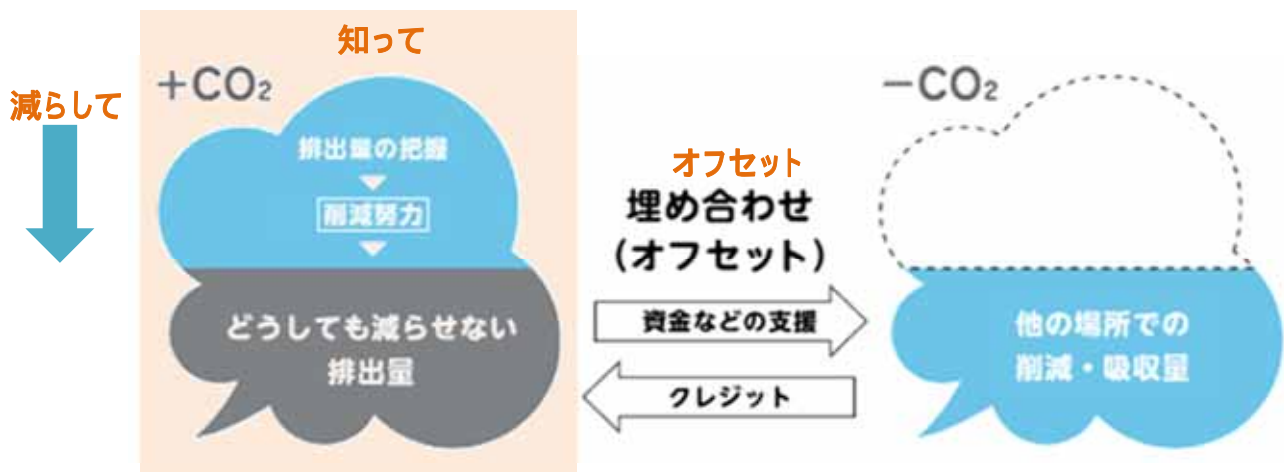 知って
減らして
+CO₂
排出量の把握
削減努力
どうしても減らせない
排出量
オフセット
埋め合わせ
(オフセット)
資金などの支援
クレジット
−CO₂
他の場所での
削減・吸収量